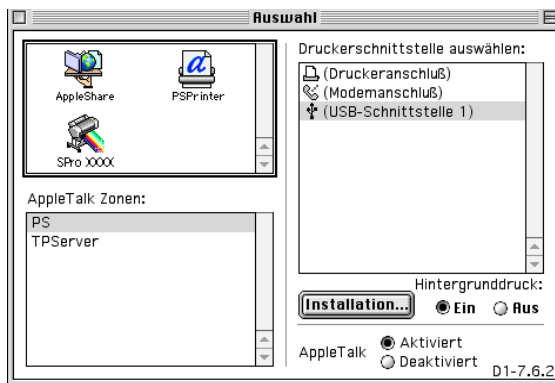 Auswahl
AppleShare
PSPrinter
SPro XXXX
AppleTalk Zonen:
PS
TPServer
Druckerschnittstelle auswählen:
(Druckeranschluß)
(Modemanschluß)
(USB-Schnittstelle 1)
Hintergrunddruck:
Installation...
Ein
Aus
AppleTalk
Aktiviert
Deaktiviert
D1-7.6.2